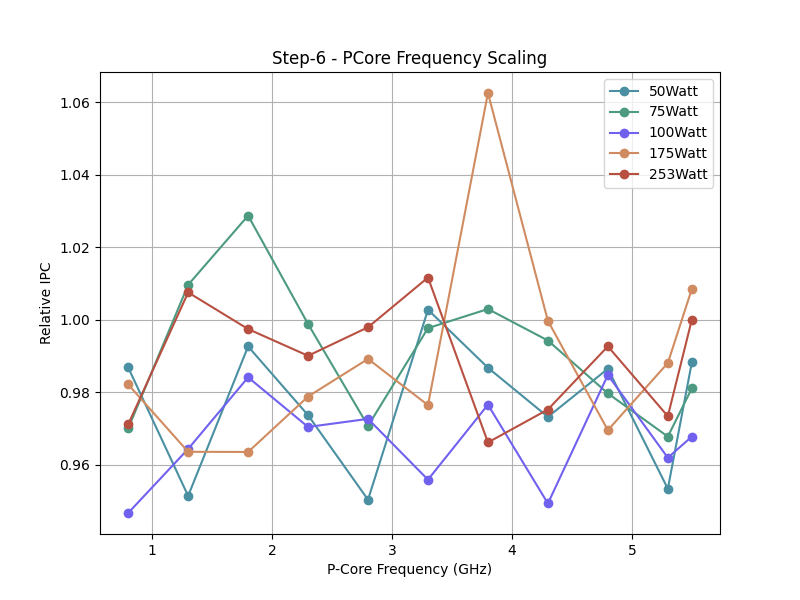 Step-6 - PCore Frequency Scaling
50Watt
75Watt
100Watt
175Watt
253Watt
Relative IPC
1.06
1.04
1.02
1.00
0.98
0.96
1 2 3 4 5
P-Core Frequency (GHz)